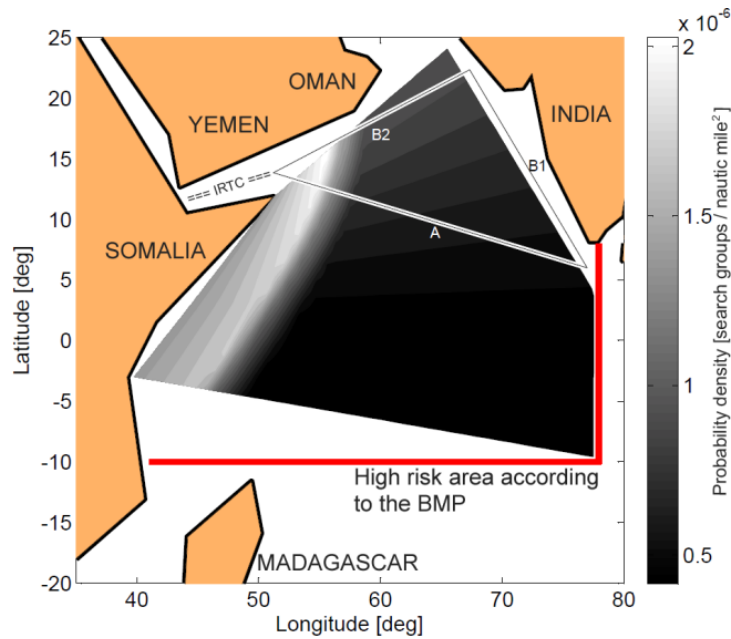 x 10⁻⁶
25
20
15
10
5
0
-5
-10
-15
-20
Latitude [deg]
OMAN
YEMEN
INDIA
B2
B1
=== IRTC ===
A
SOMALIA
High risk area according
to the BMP
MADAGASCAR
40
50
60
70
80
Longitude [deg]
2
1.5
1
0.5
Probability density [search groups / nautic mile²]